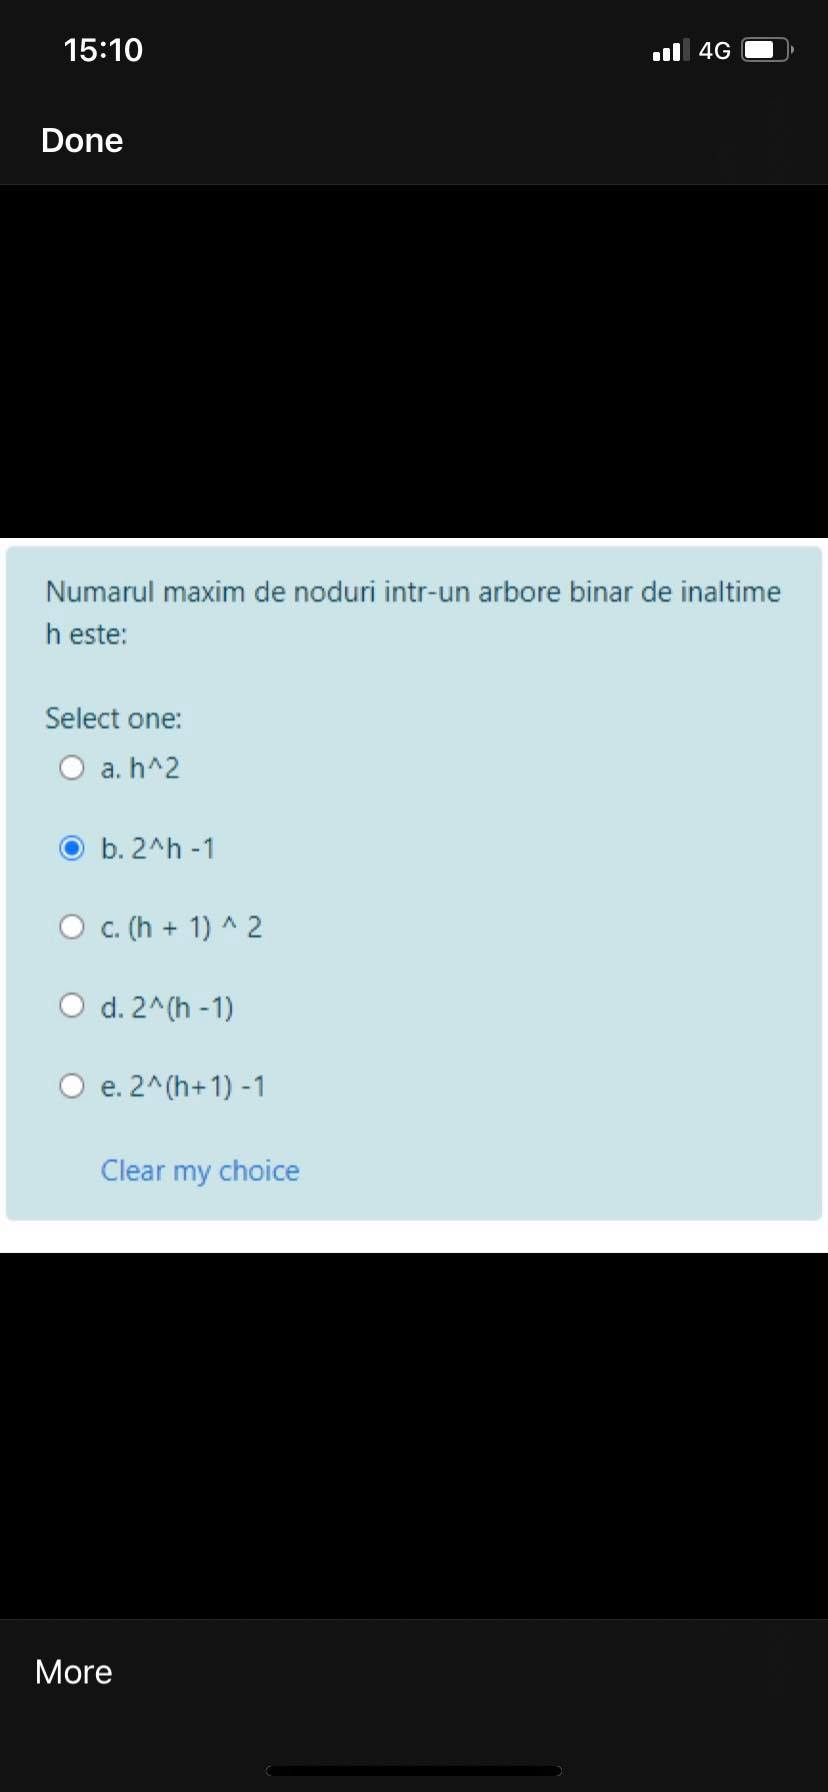 15:10
4G
Done
Numarul maxim de noduri intr-un arbore binar de inaltime
h este:
Select one:
a. h^2
b. 2^h -1
c. (h + 1) ^ 2
d. 2^(h -1)
e. 2^(h+1) -1
Clear my choice
More